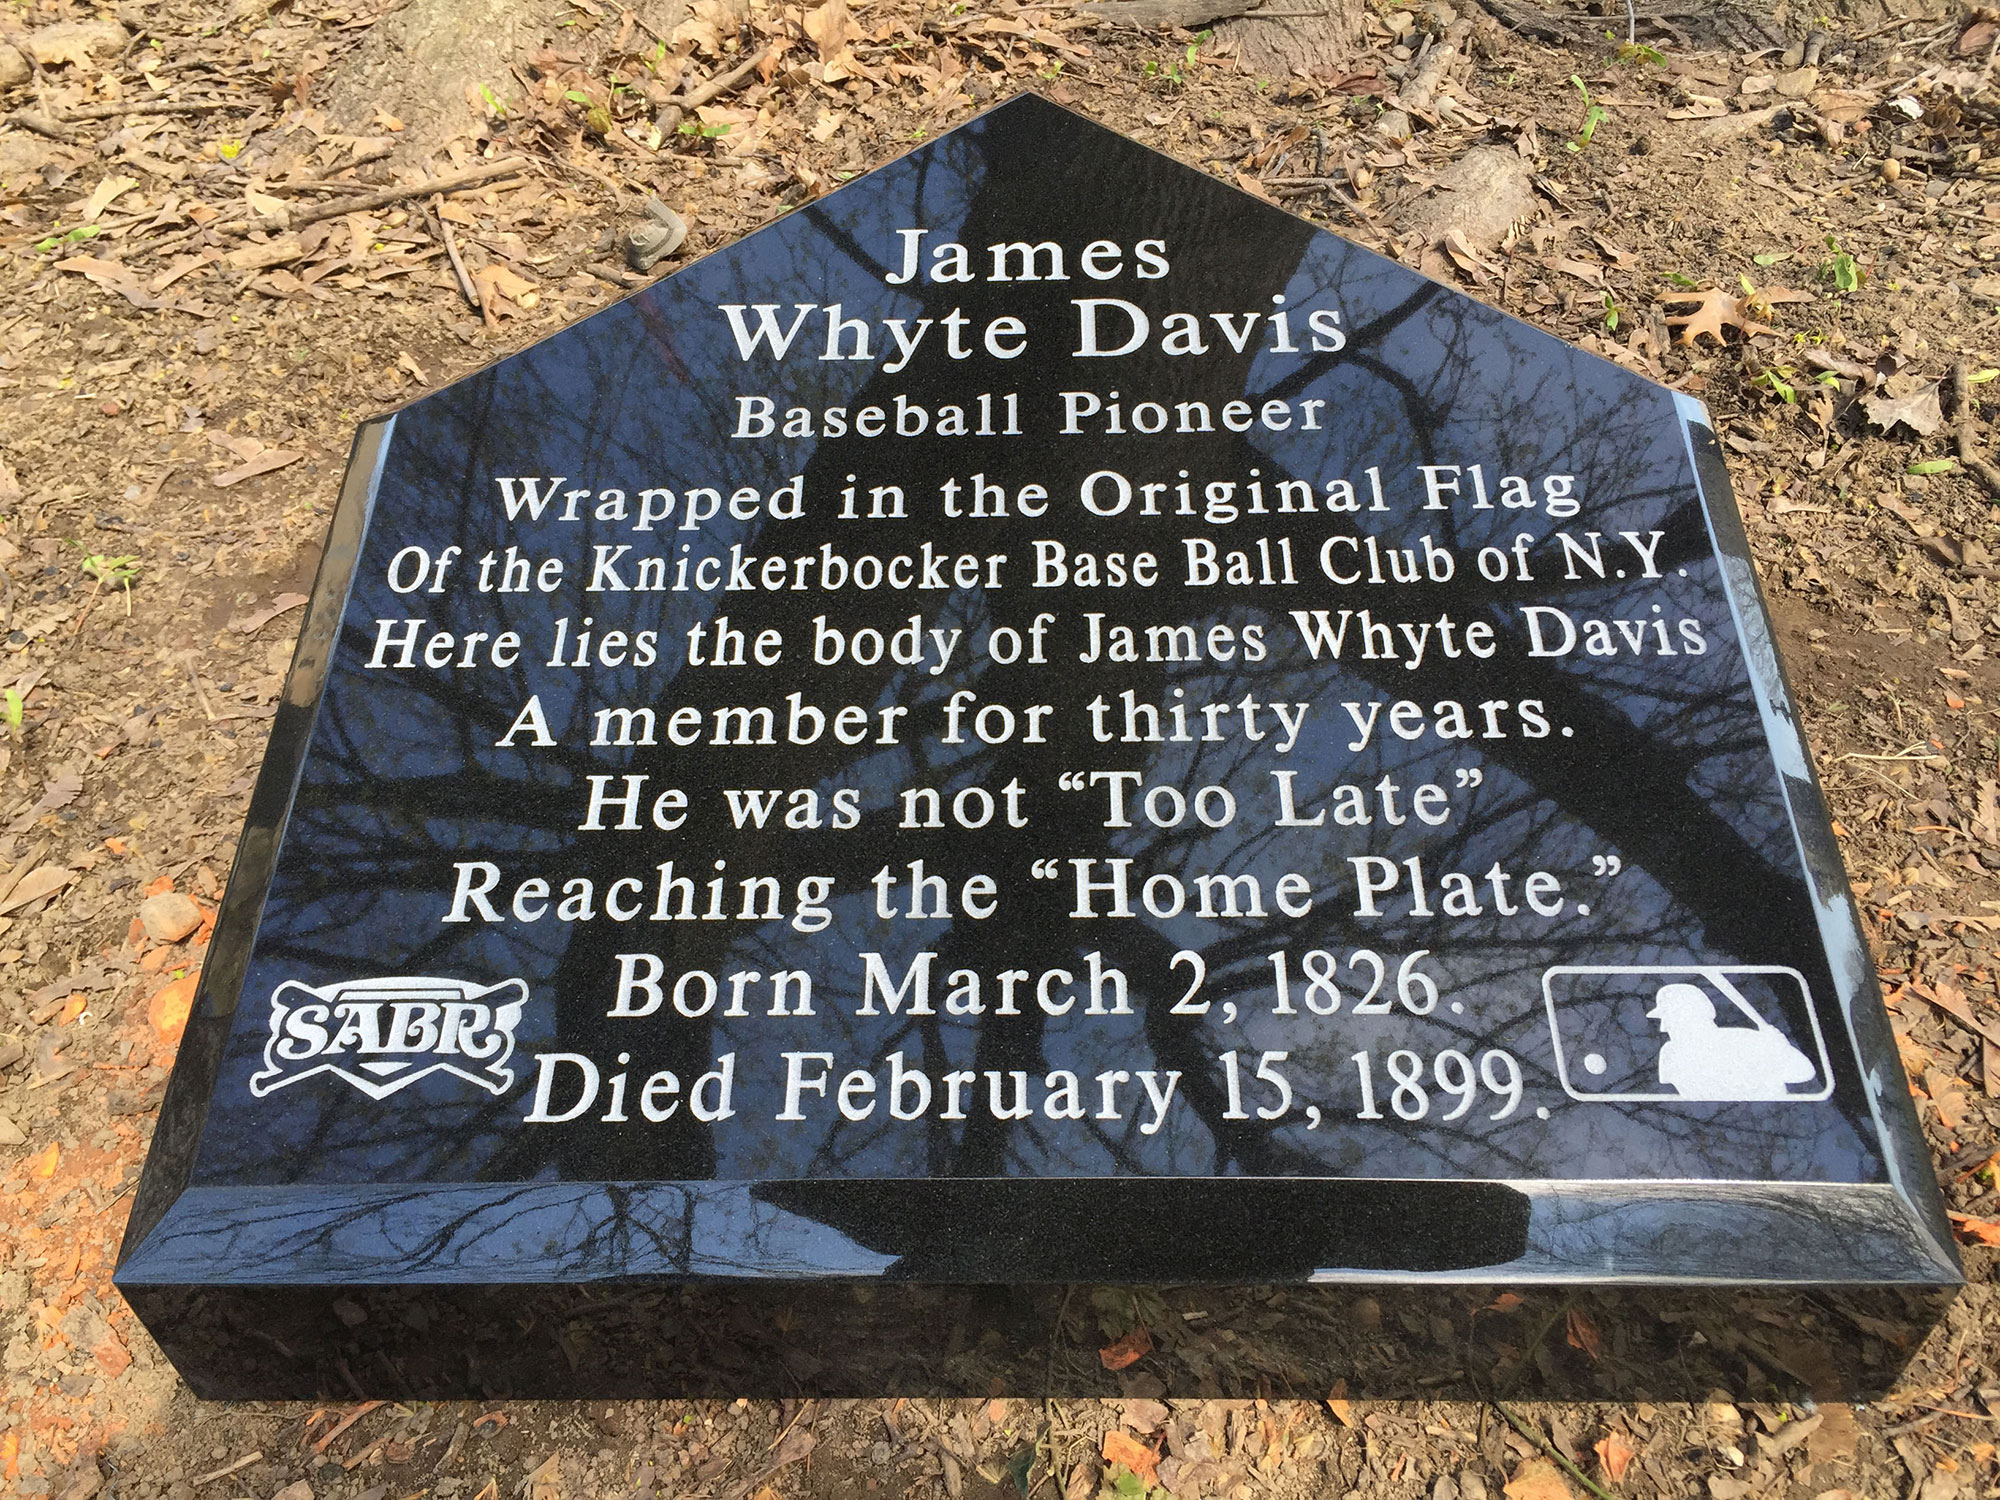 James
Whyte Davis
Baseball Pioneer
Wrapped in the Original Flag
Of the Knickerbocker Base Ball Club of N.Y.
Here lies the body of James Whyte Davis
A member for thirty years.
He was not “Too Late”
Reaching the “Home Plate.”
Born March 2, 1826.
SABR
Died February 15, 1899.